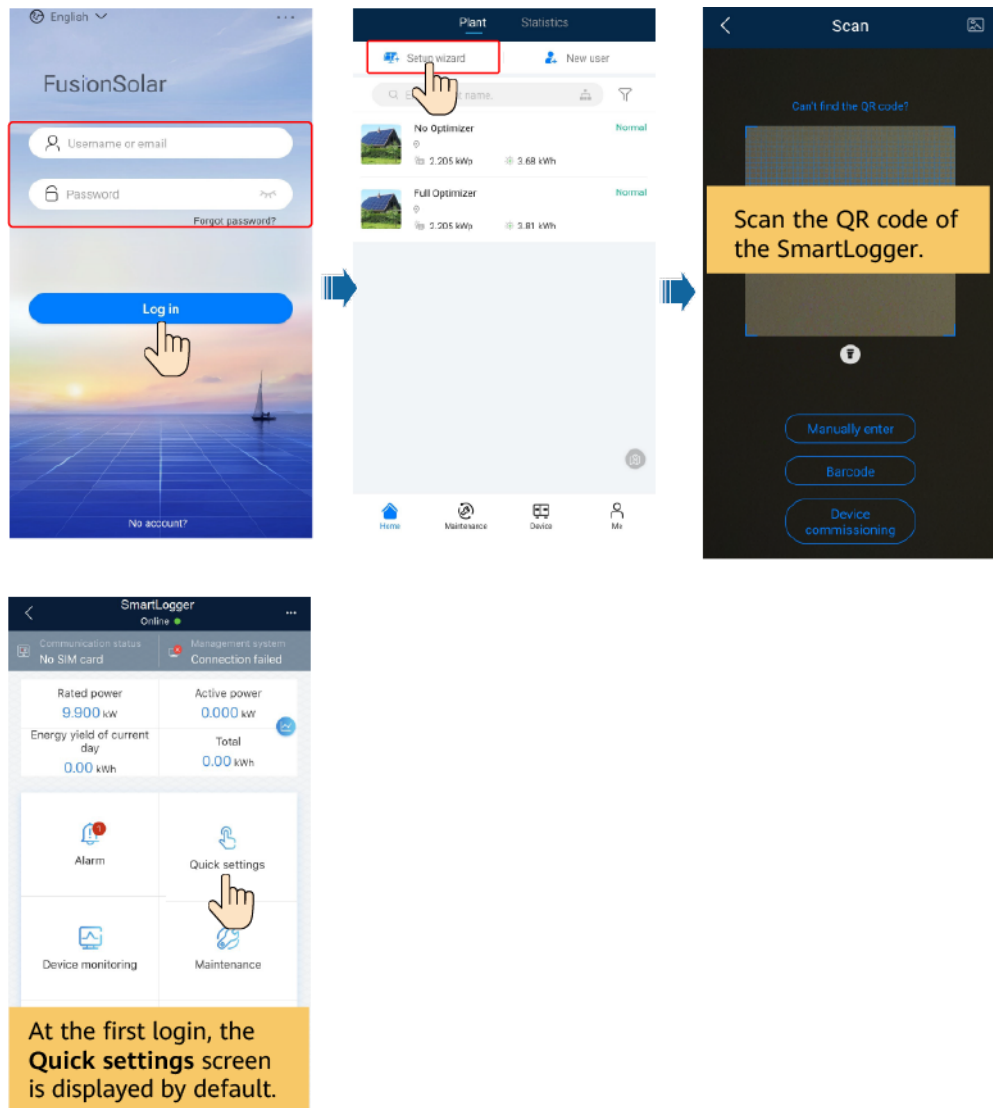 English
...
FusionSolar
Username or email
Password
Forgot password?
Log in
No account?
Plant Statistics
Setup wizard New user
name.
No Optimizer Normal
2.205 kWp 3.68 kWh
Full Optimizer Normal
2.205 kWp 3.81 kWh
Home Maintenance Device Me
Scan
Can't find the QR code?
Scan the QR code of
the SmartLogger.
Manually enter
Barcode
Device
commissioning
SmartLogger
...
Online
Communication status Management system
No SIM card Connection failed
Rated power Active power
9.900 kW 0.000 kW
Energy yield of current
day
Total
0.00 kWh 0.00 kWh
1
Alarm Quick settings
Device monitoring Maintenance
At the first login, the
Quick settings screen
is displayed by default.